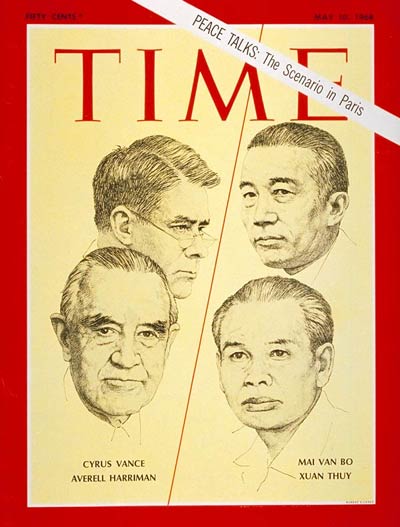 FIFTY CENTS
MAY 10, 1968
PEACE TALKS: The Scenario in Paris
TIME
CYRUS VANCE
AVERELL HARRIMAN
MAI VAN BO
XUAN THUY